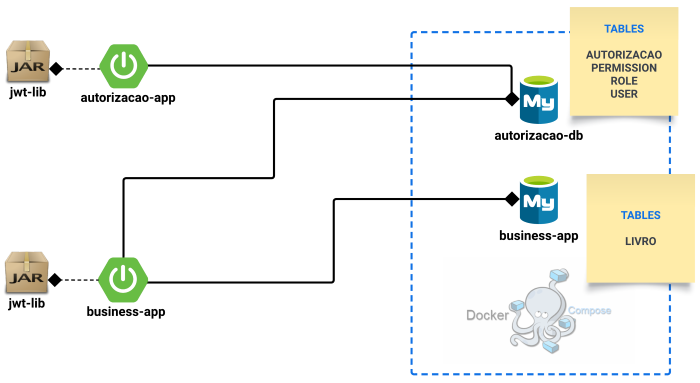 TABLES
AUTORIZACAO
PERMISSION
ROLE
USER
JAR
jwt-lib
autorizacao-app
My
autorizacao-db
My
business-app
TABLES
LIVRO
JAR
jwt-lib
business-app
Docker
Compose